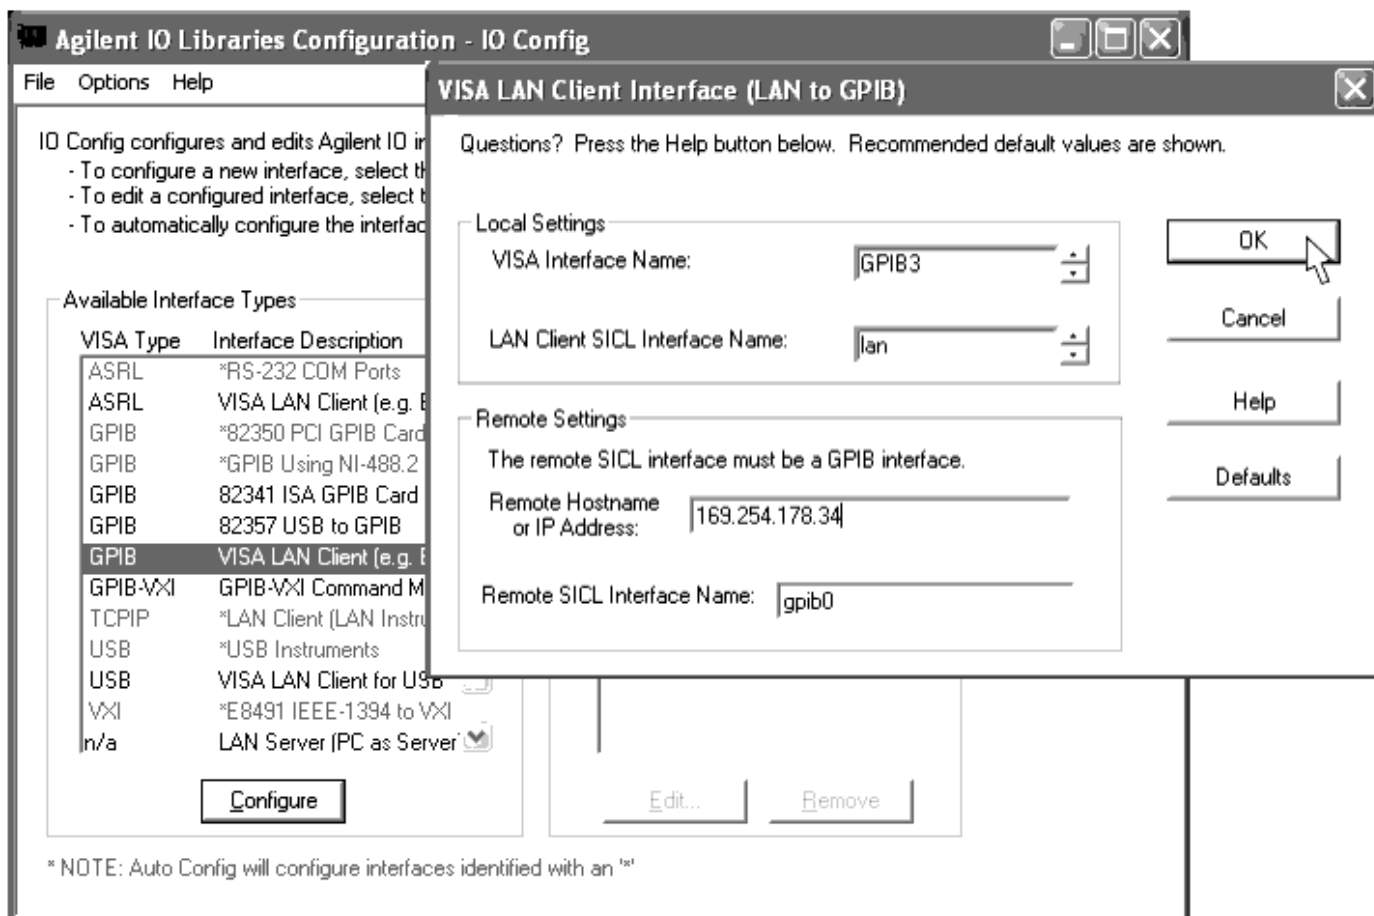 Agilent IO Libraries Configuration - IO Config
File Options Help
IO Config configures and edits Agilent IO
- To configure a new interface, select
- To edit a configured interface, select
- To automatically configure the
Available Interface Types
VISA Type Interface Description
ASRL *RS-232 COM Ports
ASRL VISA LAN Client (e.g.
GPIB *82350 PCI GPIB Card
GPIB *GPIB Using NI-488.2
GPIB 82341 ISA GPIB Card
GPIB 82357 USB to GPIB
GPIB VISA LAN Client (e.g.
GPIB-VXI GPIB-VXI Command
TCPIP *LAN Client (LAN
USB *USB Instruments
USB VISA LAN Client for USB
VXI *E8491 IEEE-1394 to VXI
n/a LAN Server (PC as Server
Configure
Edit...
Remove
* NOTE: Auto Config will configure interfaces identified with an '*'
VISA LAN Client Interface (LAN to GPIB)
Questions? Press the Help button below. Recommended default values are shown.
Local Settings
VISA Interface Name: GPIB3
LAN Client SICL Interface Name: lan
Remote Settings
The remote SICL interface must be a GPIB interface.
Remote Hostname
or IP Address: 169.254.178.34
Remote SICL Interface Name: gpib0
OK
Cancel
Help
Defaults